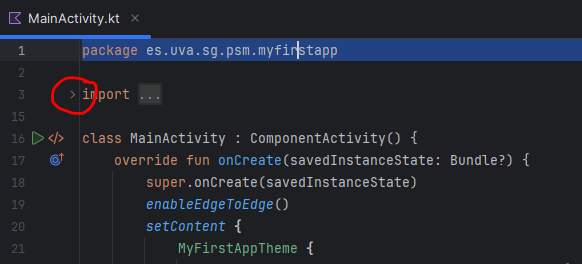 MainActivity.kt ×
1 package es.uva.sg.psm.myfirstapp
2
3 import ...
15
16 class MainActivity : ComponentActivity() {
17 override fun onCreate(savedInstanceState: Bundle?) {
18 super.onCreate(savedInstanceState)
19 enableEdgeToEdge()
20 setContent {
21 MyFirstAppTheme {